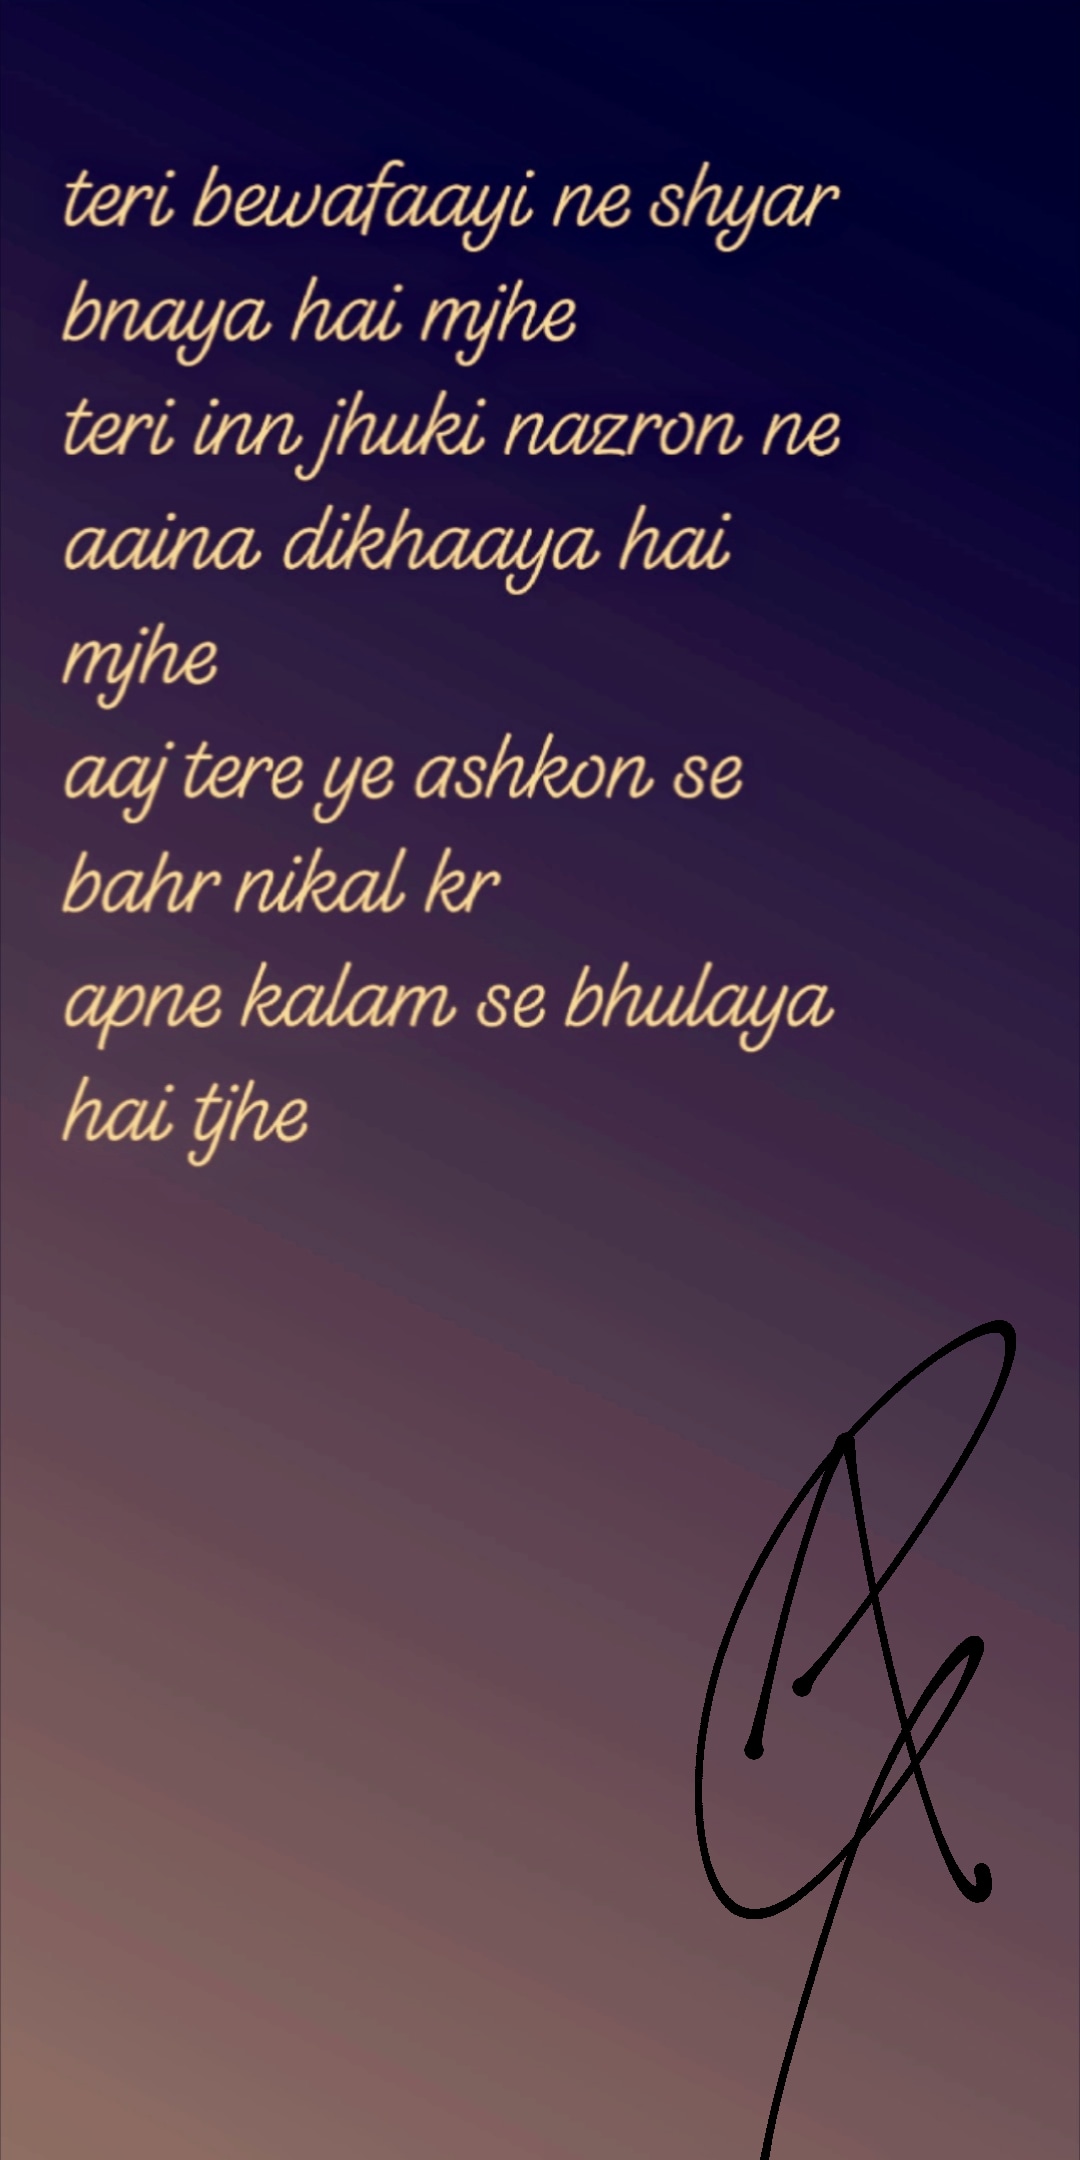 teri bewafaayi ne shyar
bnaya hai mjhe
teri inn jhuki nazron ne
aaina dikhaaya hai
mjhe
aaj tere ye ashkon se
bahr nikal kr
apne kalam se bhulaya
hai tjhe